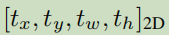 [t_x, t_y, t_w, t_h]_{2D}